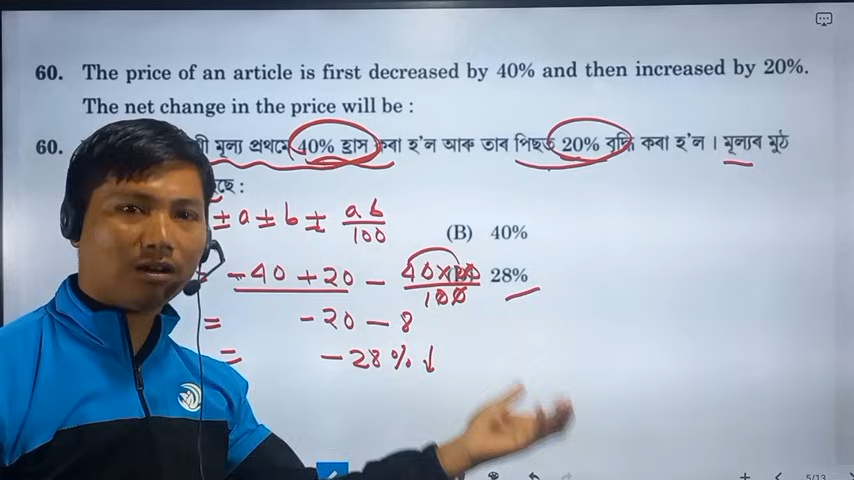 60. The price of an article is first decreased by 40% and then increased by 20%.
The net change in the price will be :
60. মূল্য প্ৰথমে 40% হ্ৰাস কৰা হ'ল আৰু তাৰ পিছত 20% বৃদ্ধি কৰা হ'ল । মূল্যৰ মুঠ
:
± a ± b ± ab/100
(B) 40%
= -40 + 20 - 40×20/100 28%
= -20 - 8
= -28% ↓
5/13